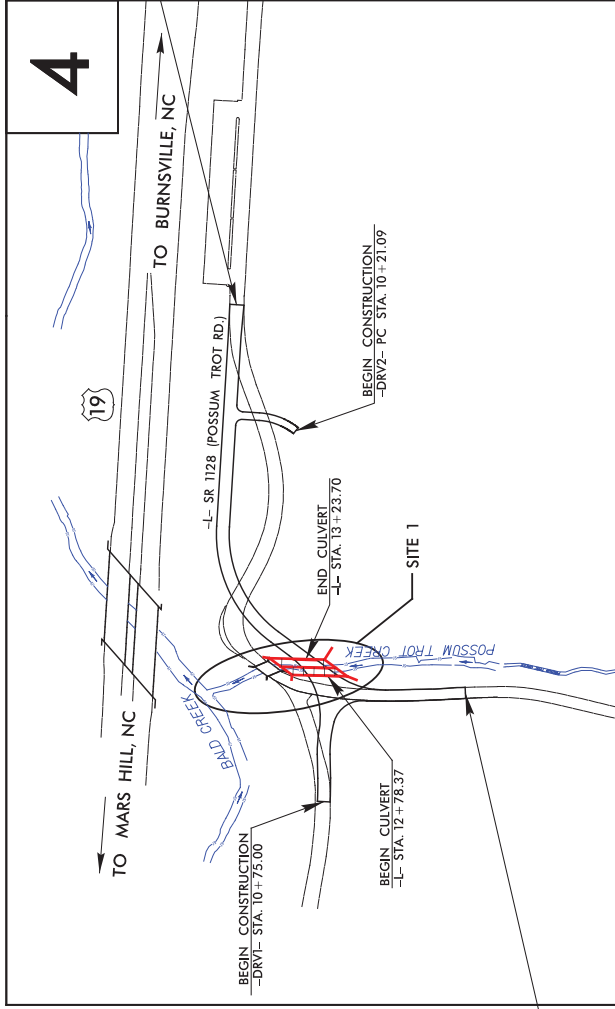 4
TO BURNSVILLE, NC
19
TO MARS HILL, NC
-L- SR 1128 (POSSUM TROT RD.)
BEGIN CONSTRUCTION
-DRV2- PC STA. 10+21.09
END CULVERT
-L- STA. 13+23.70
SITE 1
POSSUM TROT CREEK
BALD CREEK
BEGIN CULVERT
-L- STA. 12+78.37
BEGIN CONSTRUCTION
-DRV1- STA. 10+75.00